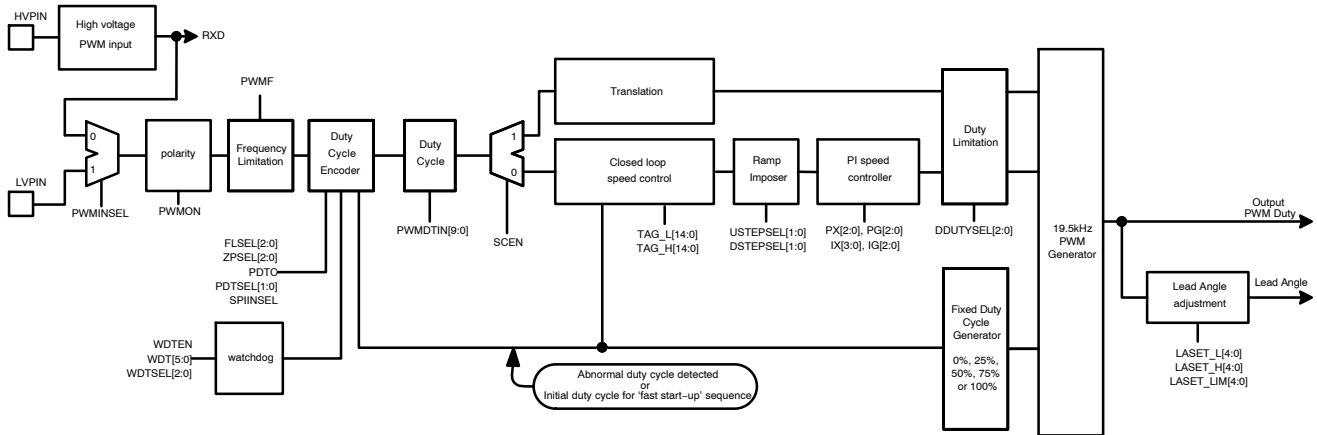 HVPIN
High voltage
PWM input
RXD
PWMF
0
1
LVPIN
PWMINSEL
polarity
PWMON
Frequency
Limitation
Duty
Cycle
Encoder
Duty
Cycle
PWMDTIN[9:0]
1
0
SCEN
Translation
Closed loop
speed control
TAG_L[14:0]
TAG_H[14:0]
Ramp
Imposer
USTEPSEL[1:0]
DSTEPSEL[1:0]
PI speed
controller
PX[2:0], PG[2:0]
IX[3:0], IG[2:0]
Duty
Limitation
DDUTYSEL[2:0]
19.5kHz
PWM
Generator
Output
PWM Duty
Lead Angle
adjustment
Lead Angle
LASET_L[4:0]
LASET_H[4:0]
LASET_LIM[4:0]
FLSEL[2:0]
ZPSEL[2:0]
PDTO
PDTSEL[1:0]
SPIINSEL
WDTEN
WDT[5:0]
WDTSEL[2:0]
watchdog
Abnormal duty cycle detected
or
Initial duty cycle for 'fast start−up' sequence
Fixed Duty
Cycle
Generator
0%, 25%,
50%, 75%
or 100%